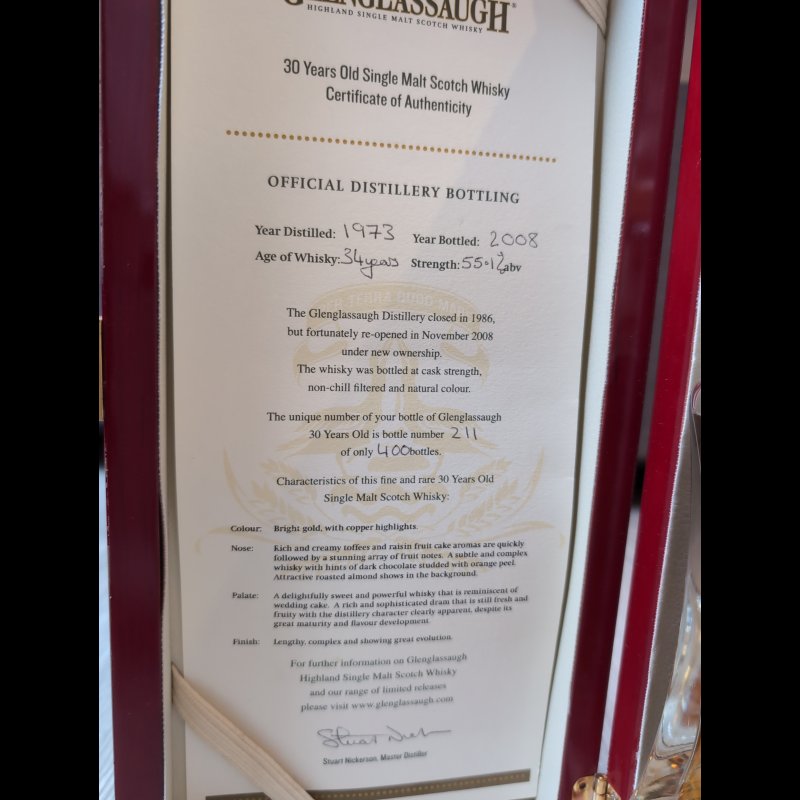 GLENGLASSAUGH®
HIGHLAND SINGLE MALT SCOTCH WHISKY
30 Years Old Single Malt Scotch Whisky
Certificate of Authenticity
OFFICIAL DISTILLERY BOTTLING
Year Distilled: 1973 Year Bottled: 2008
Age of Whisky: 34 years Strength: 55.1% abv
The Glenglassaugh Distillery closed in 1986,
but fortunately re-opened in November 2008
under new ownership.
The whisky was bottled at cask strength,
non-chill filtered and natural colour.
The unique number of your bottle of Glenglassaugh
30 Years Old is bottle number 211
of only 400 bottles.
Characteristics of this fine and rare 30 Years Old
Single Malt Scotch Whisky:
Colour: Bright gold, with copper highlights.
Nose: Rich and creamy toffees and raisin fruit cake aromas are quickly
followed by a stunning array of fruit notes. A subtle and complex
whisky with hints of dark chocolate studded with orange peel.
Attractive roasted almond shows in the background.
Palate: A delightfully sweet and powerful whisky that is reminiscent of
wedding cake. A rich and sophisticated dram that is still fresh and
fruity with the distillery character clearly apparent, despite its
great maturity and flavour development.
Finish: Lengthy, complex and showing great evolution.
For further information on Glenglassaugh
Highland Single Malt Scotch Whisky
and our range of limited releases
please visit www.glenglassaugh.com
Stuart Nickerson, Master Distiller